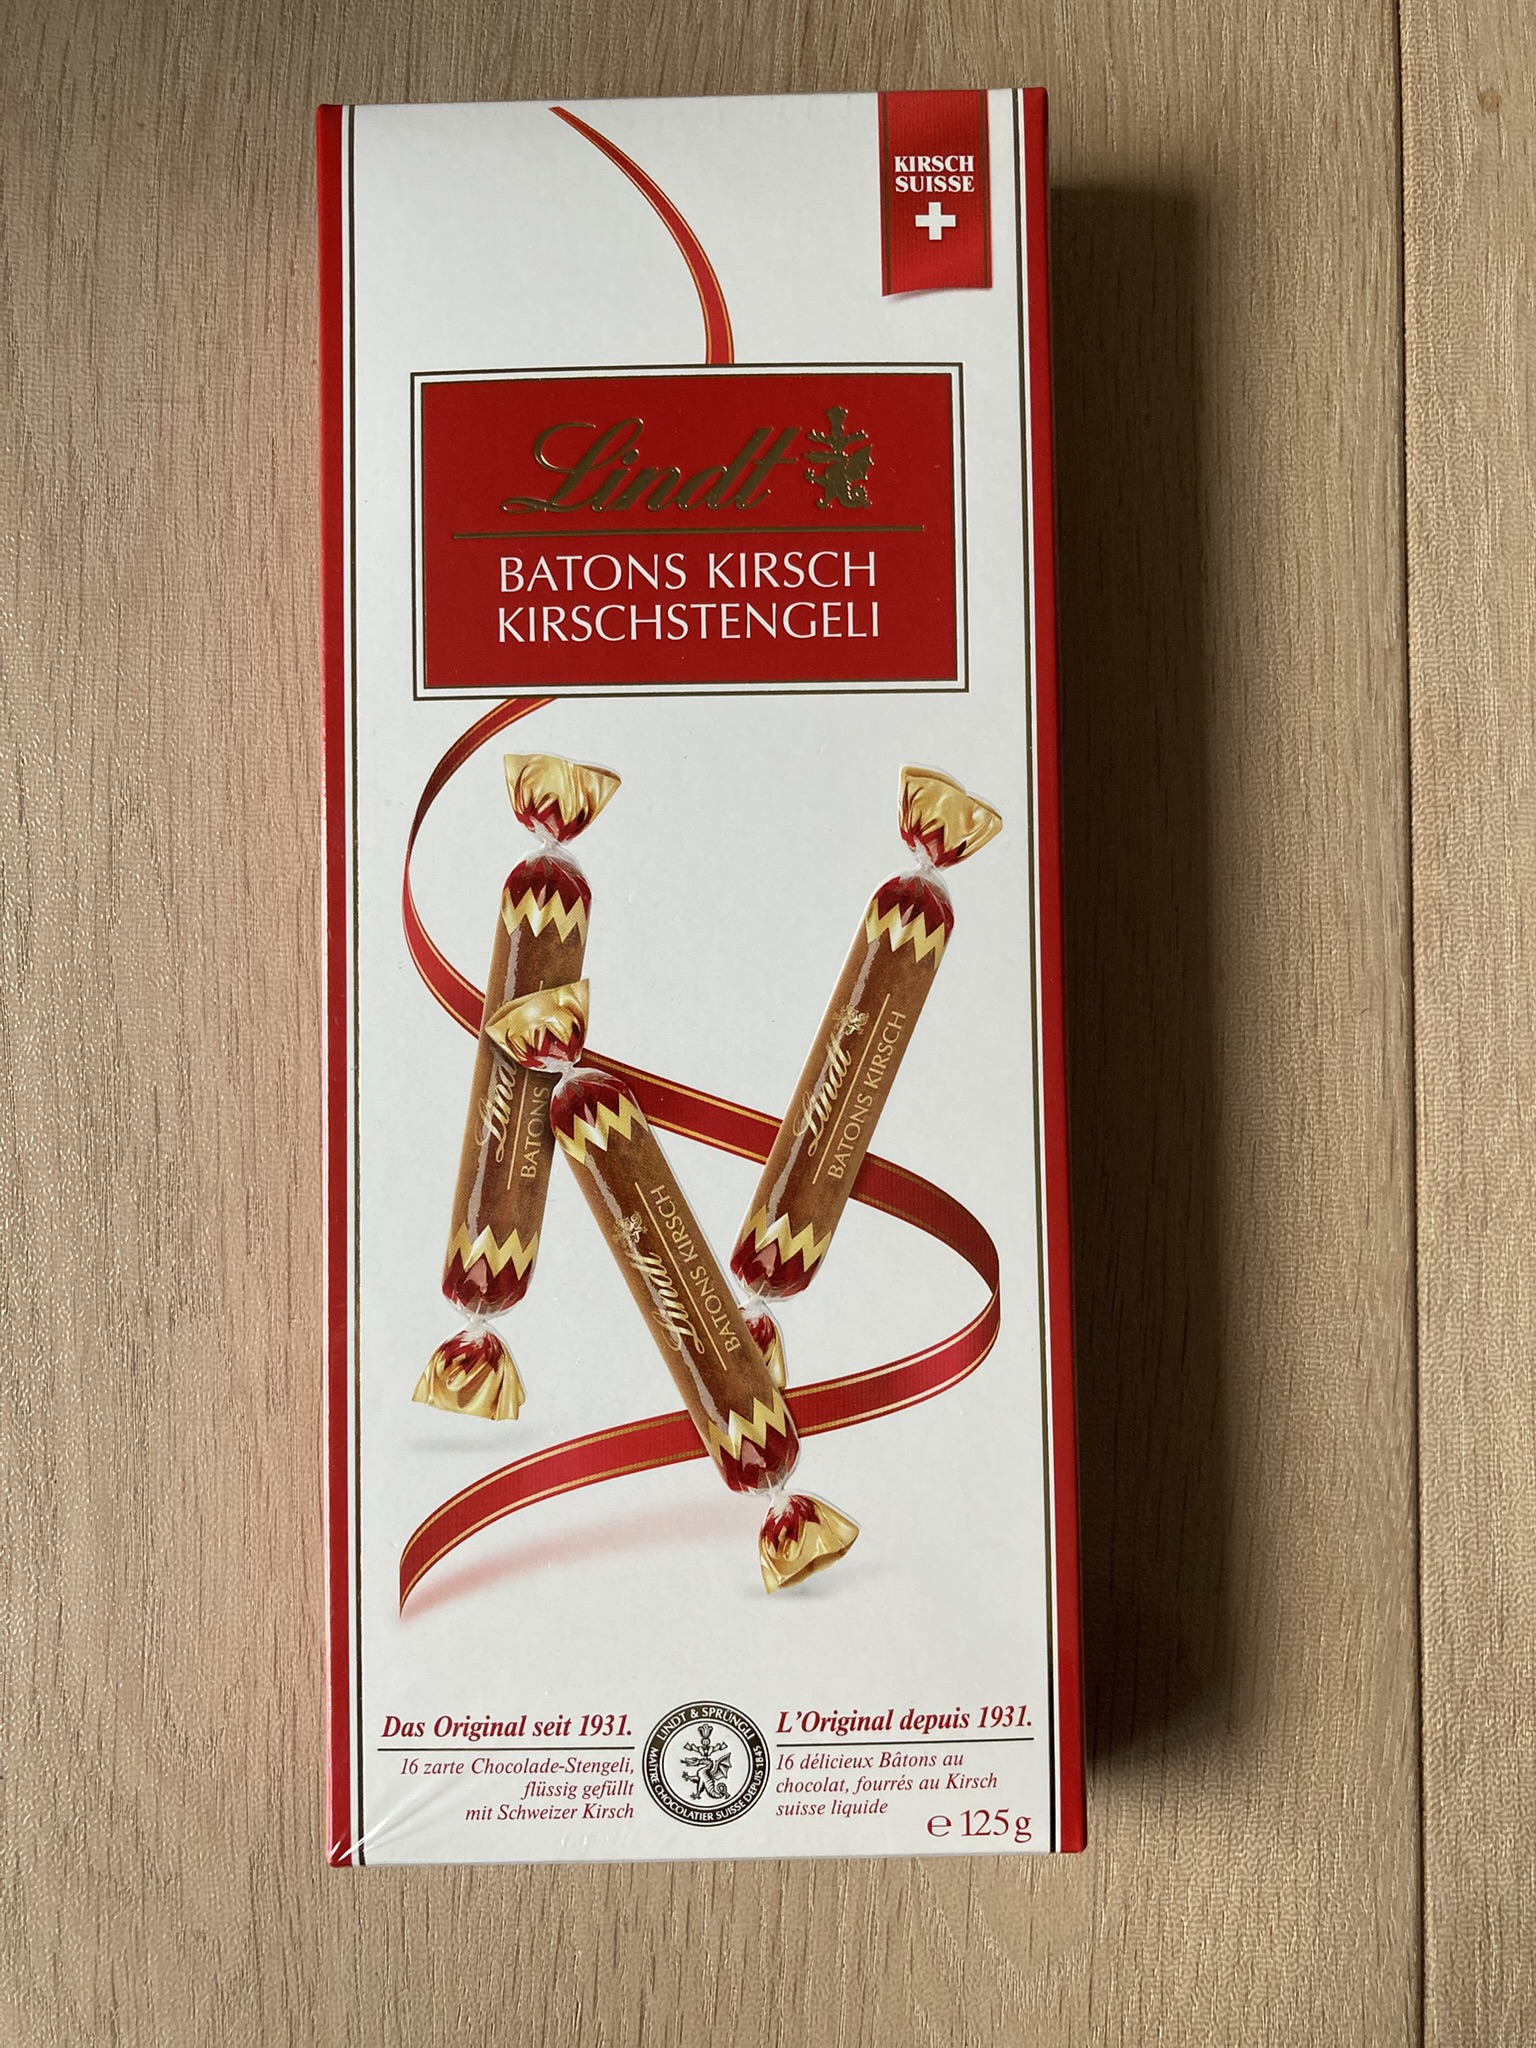 KIRSCH
SUISSE
Lindt
BATONS KIRSCH
KIRSCHSTENGELI
Lindt
BATONS
Lindt
BATONS KIRSCH
Lindt
BATONS KIRSCH
Das Original seit 1931.
16 zarte Chocolade-Stengeli,
flüssig gefüllt
mit Schweizer Kirsch
LINDT & SPRÜNGLI
MAÎTRE CHOCOLATIER SUISSE DEPUIS 1845
L'Original depuis 1931.
16 délicieux Bâtons au
chocolat, fourrés au Kirsch
suisse liquide
℮ 125 g